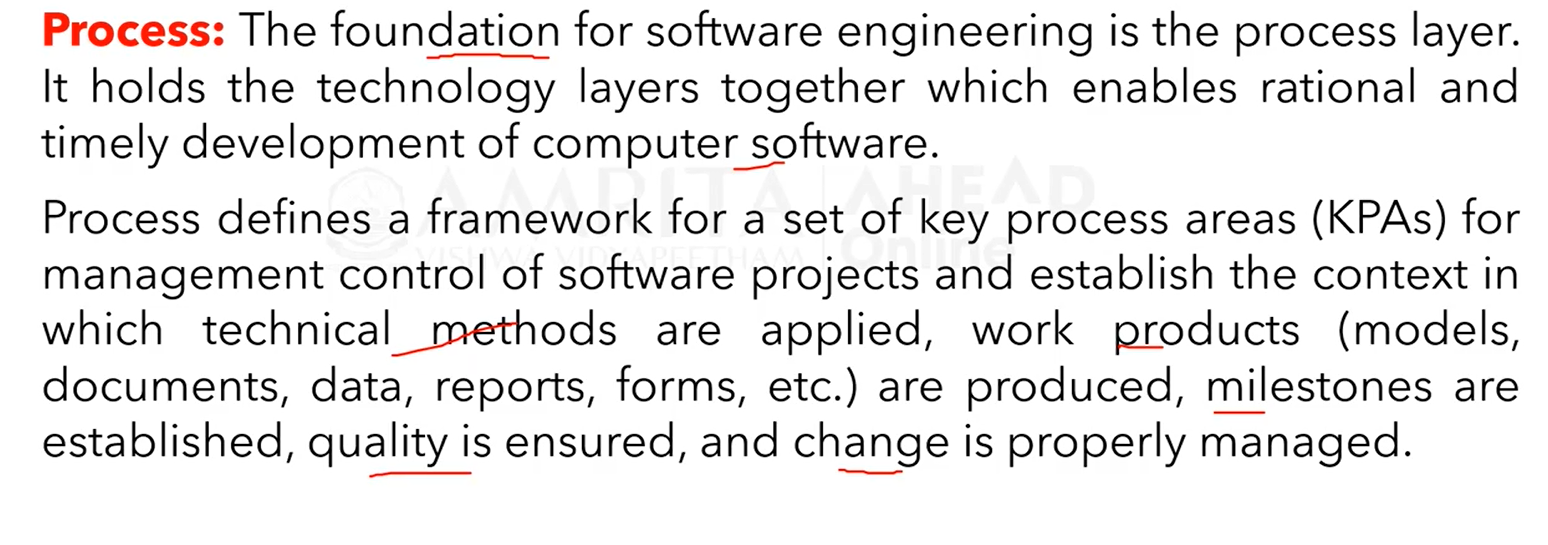 Process: The foundation for software engineering is the process layer.
It holds the technology layers together which enables rational and
timely development of computer software.
AMRITA AHEAD
VISHWA VIDYAPEETHAM Online
Process defines a framework for a set of key process areas (KPAs) for
management control of software projects and establish the context in
which technical methods are applied, work products (models,
documents, data, reports, forms, etc.) are produced, milestones are
established, quality is ensured, and change is properly managed.